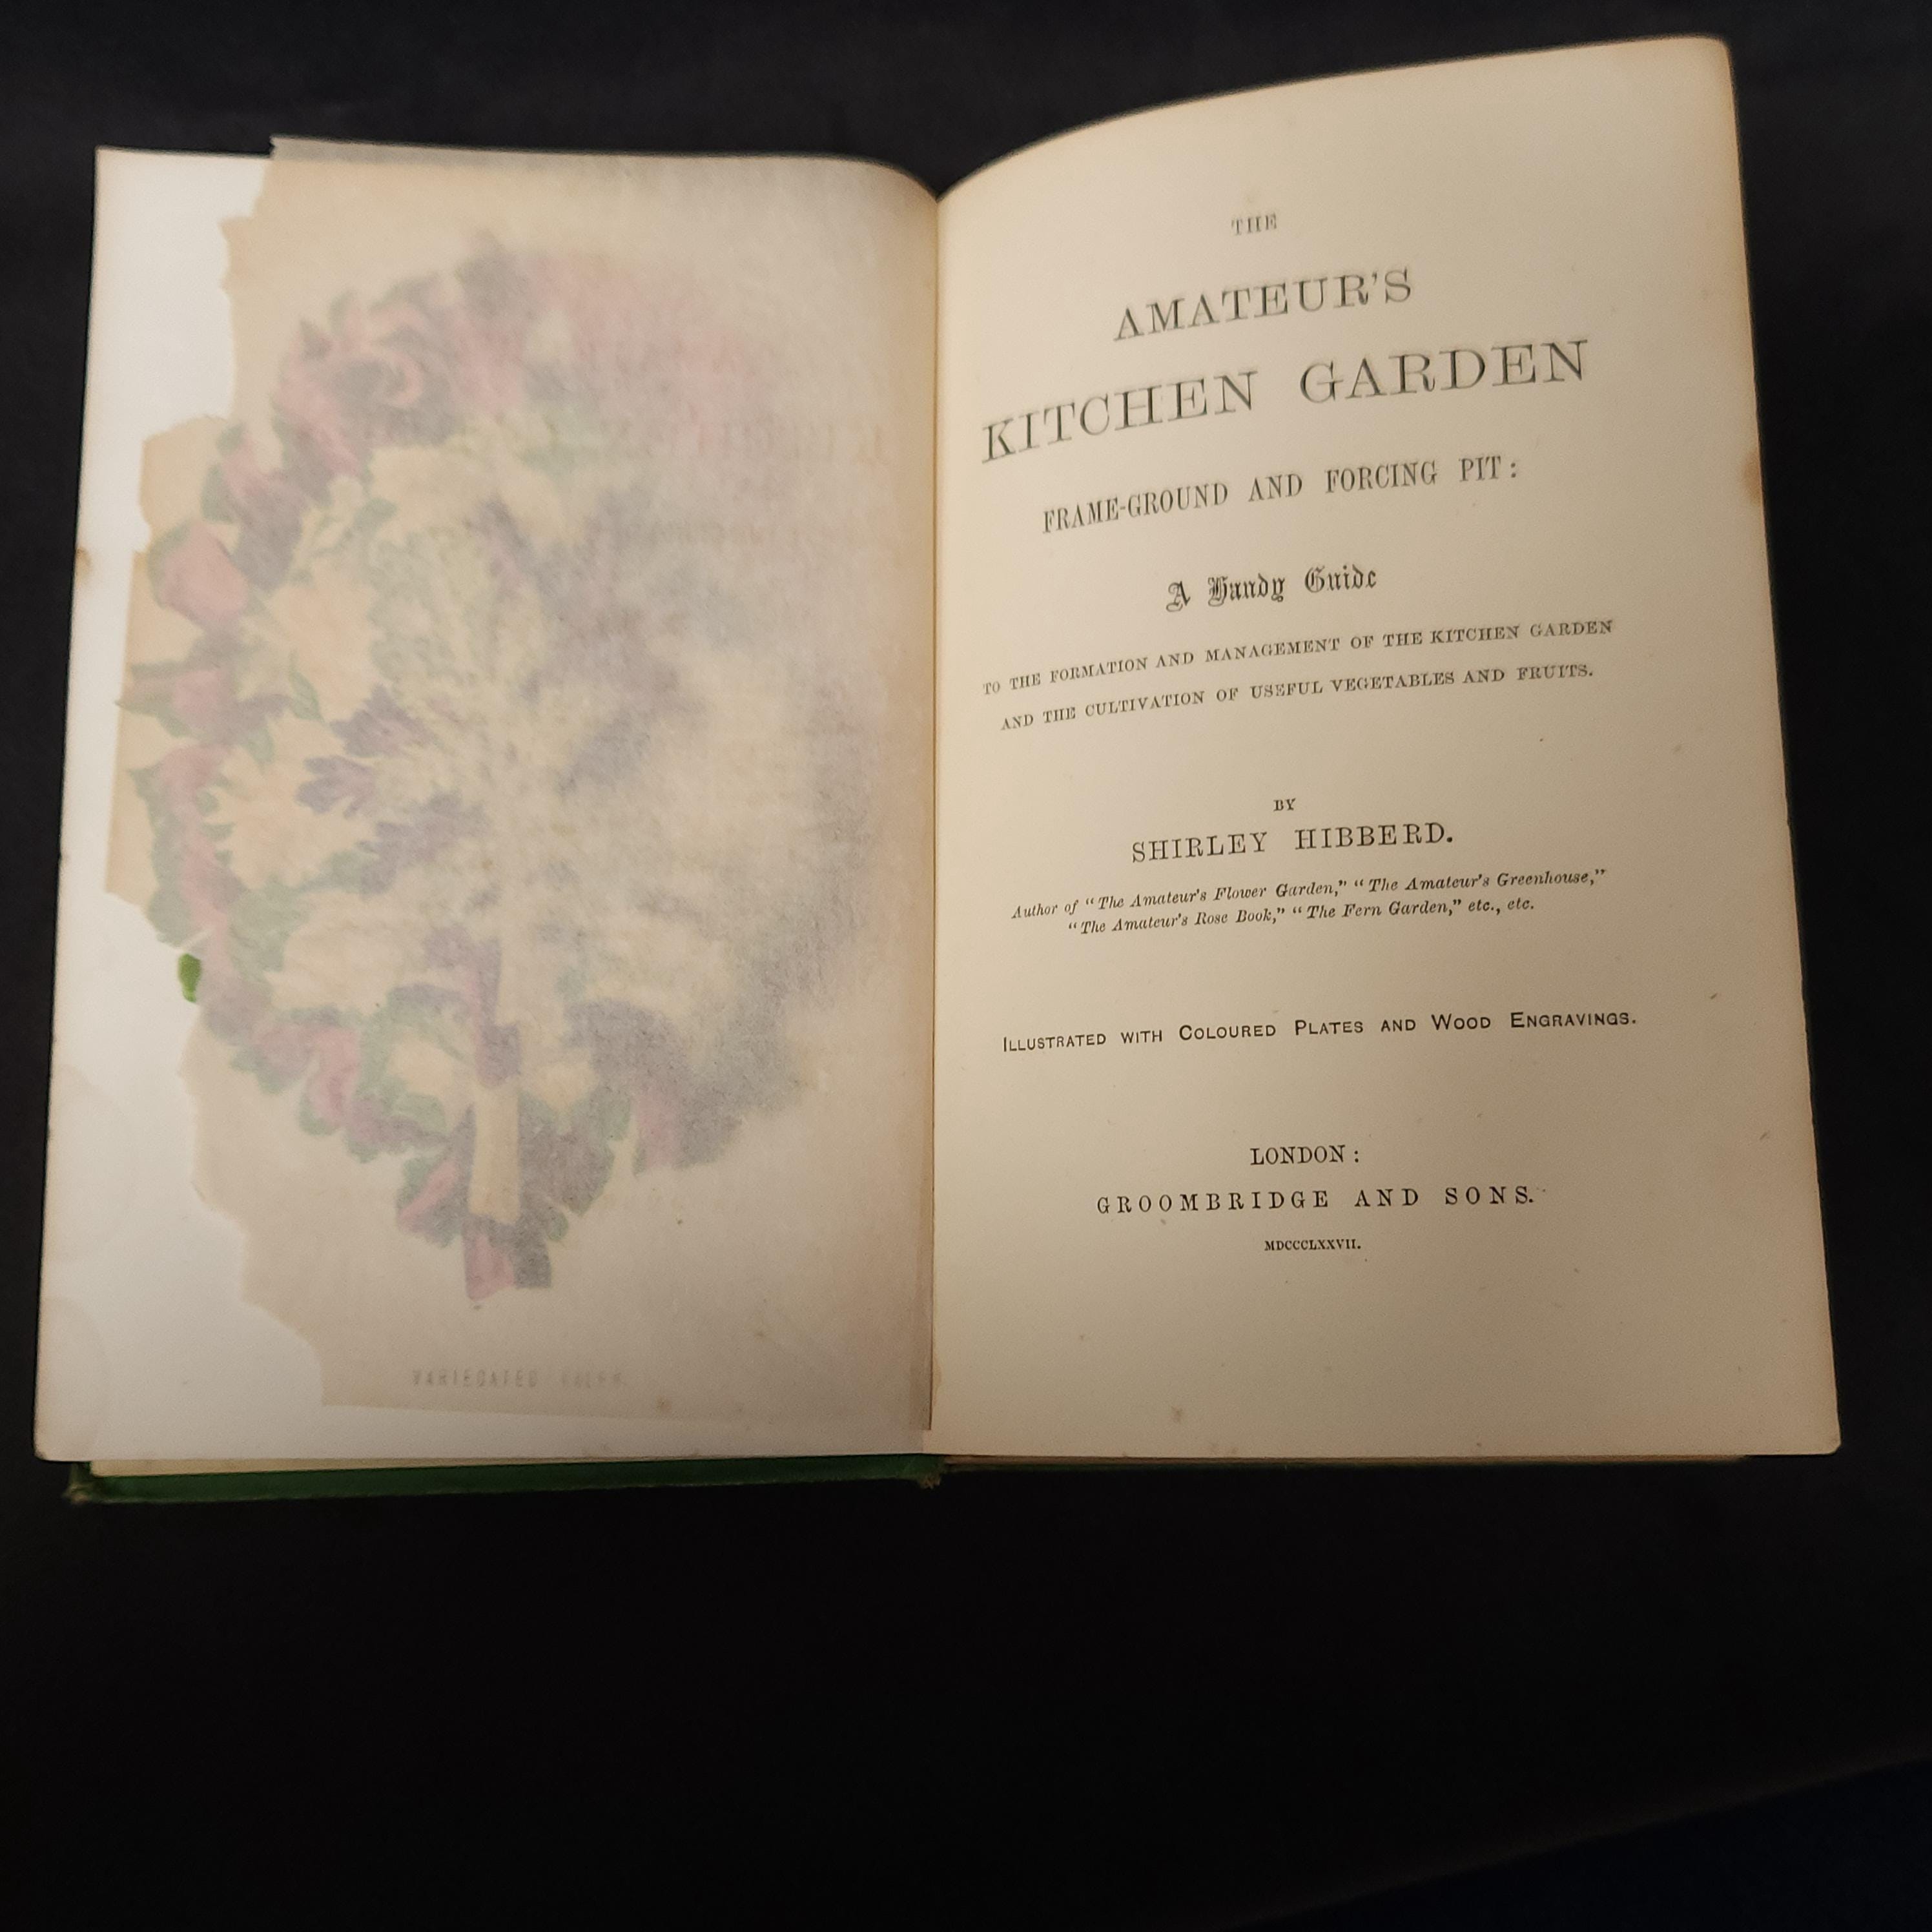 VARIEGATED KALES.
THE
AMATEUR'S
KITCHEN GARDEN
FRAME-GROUND AND FORCING PIT:
A Handy Guide
TO THE FORMATION AND MANAGEMENT OF THE KITCHEN GARDEN
AND THE CULTIVATION OF USEFUL VEGETABLES AND FRUITS.
BY
SHIRLEY HIBBERD.
Author of "The Amateur's Flower Garden," "The Amateur's Greenhouse,"
"The Amateur's Rose Book," "The Fern Garden," etc., etc.
ILLUSTRATED WITH COLOURED PLATES AND WOOD ENGRAVINGS.
LONDON:
GROOMBRIDGE AND SONS.
MDCCCLXXVII.